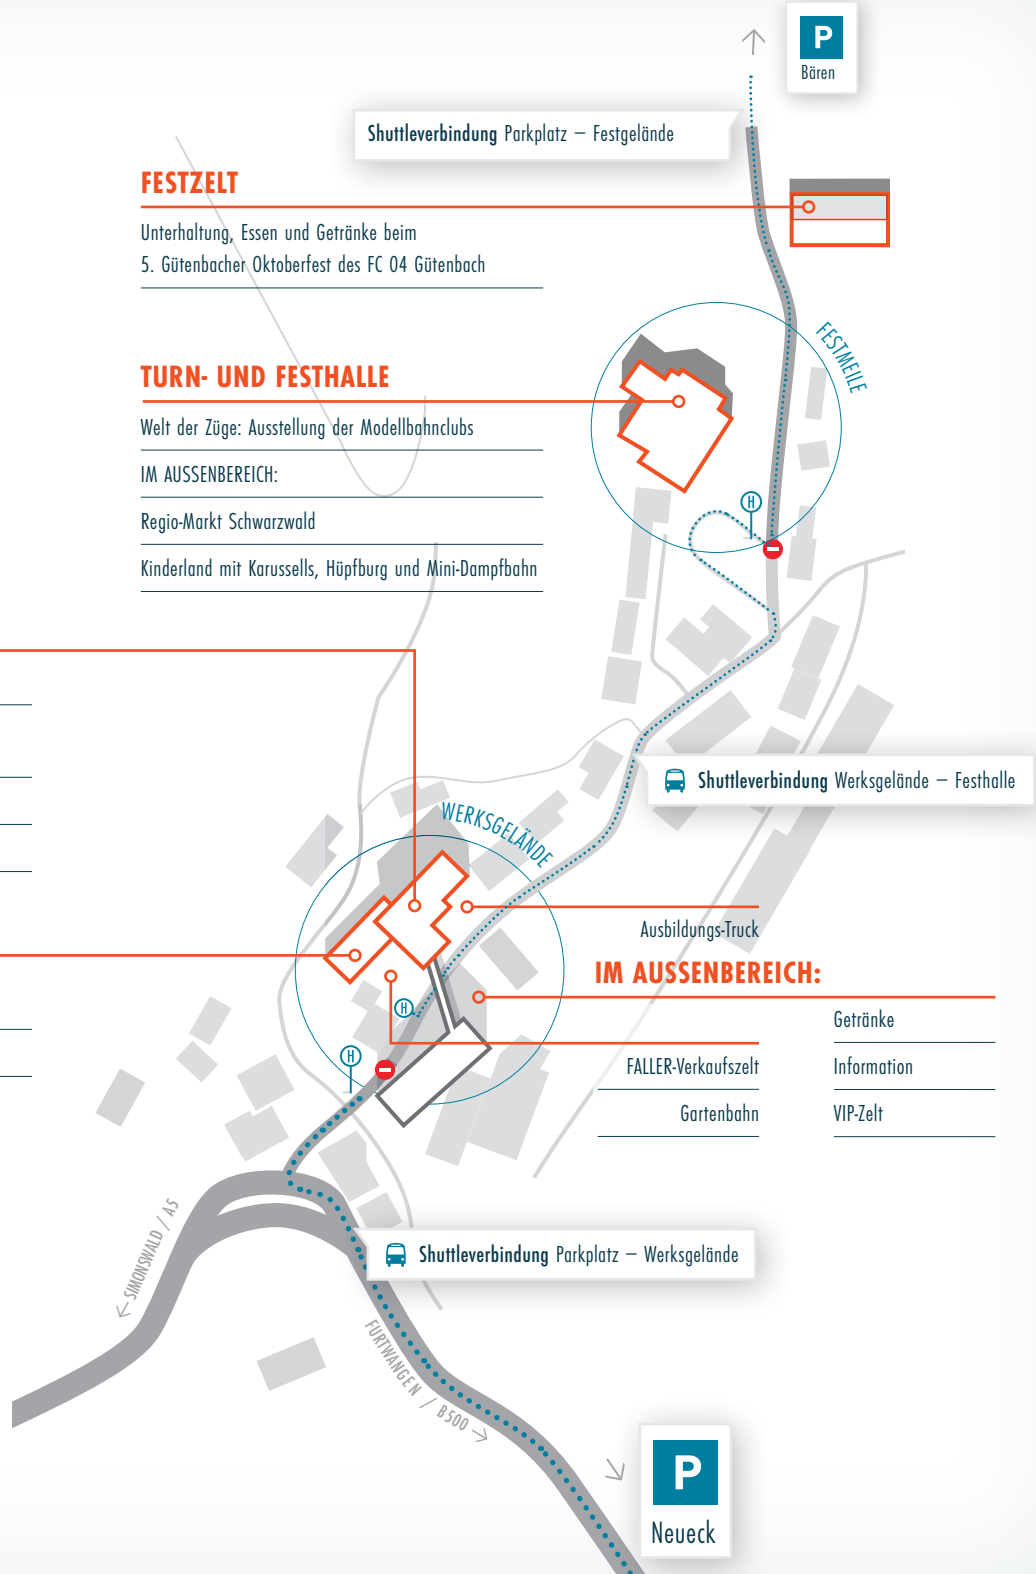 P
Bären
Shuttleverbindung Parkplatz – Festgelände
FESTZELT
Unterhaltung, Essen und Getränke beim
5. Gütenbacher Oktoberfest des FC 04 Gütenbach
FESTMEILE
TURN- UND FESTHALLE
Welt der Züge: Ausstellung der Modellbahnclubs
IM AUSSENBEREICH:
Regio-Markt Schwarzwald
Kinderland mit Karussells, Hüpfburg und Mini-Dampfbahn
H
Shuttleverbindung Werksgelände – Festhalle
WERKSGELÄNDE
Ausbildungs-Truck
IM AUSSENBEREICH:
Getränke
Information
VIP-Zelt
FALLER-Verkaufszelt
Gartenbahn
H
H
Shuttleverbindung Parkplatz – Werksgelände
← SIMONSWALD / A5
FURTWANGEN / B500 →
P
Neueck